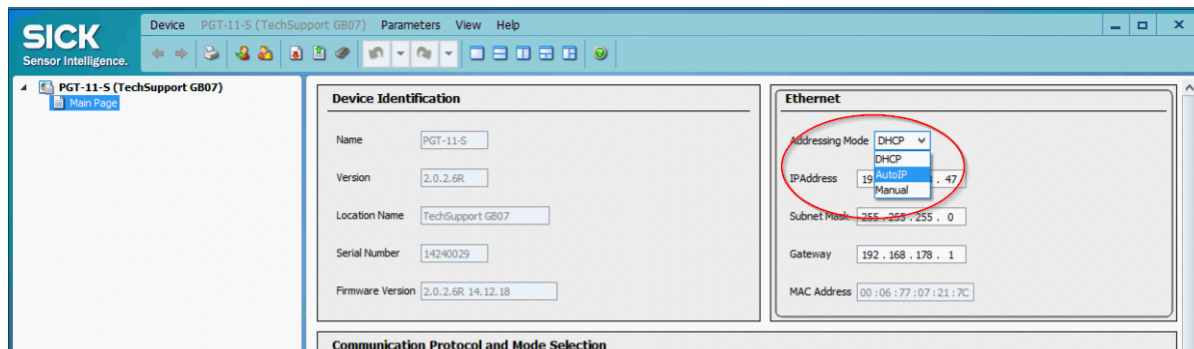 SICK
Sensor Intelligence.
Device PGT-11-S (TechSupport GB07) Parameters View Help
PGT-11-S (TechSupport GB07)
Main Page
Device Identification
Name PGT-11-S
Version 2.0.2.6R
Location Name TechSupport GB07
Serial Number 14240029
Firmware Version 2.0.2.6R 14.12.18
Ethernet
Addressing Mode DHCP
DHCP
AutoIP
Manual
IPAddress 19 . 47
Subnet Mask 255 . 255 . 255 . 0
Gateway 192 . 168 . 178 . 1
MAC Address 00 : 06 : 77 : 07 : 21 : 7C
Communication Protocol and Mode Selection